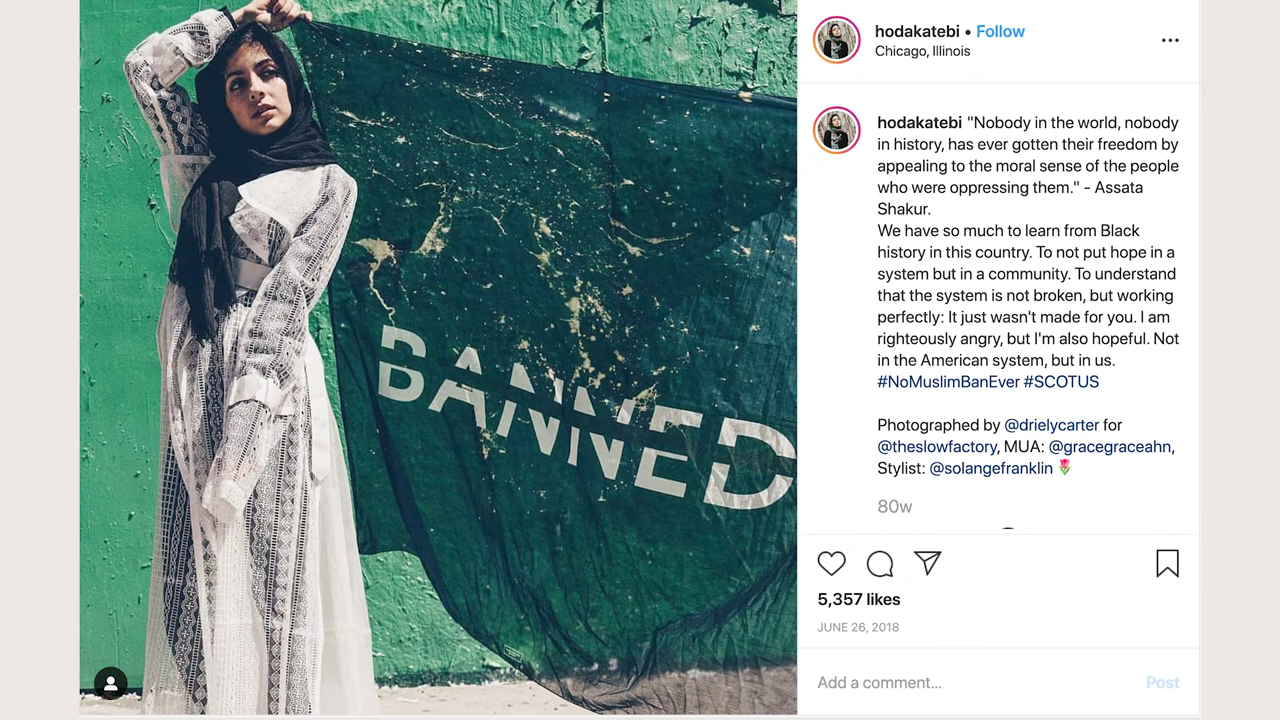 BANNED
hodakatebi • Follow
Chicago, Illinois
hodakatebi "Nobody in the world, nobody
in history, has ever gotten their freedom by
appealing to the moral sense of the people
who were oppressing them." - Assata
Shakur.
We have so much to learn from Black
history in this country. To not put hope in a
system but in a community. To understand
that the system is not broken, but working
perfectly: It just wasn't made for you. I am
righteously angry, but I'm also hopeful. Not
in the American system, but in us.
#NoMuslimBanEver #SCOTUS
Photographed by @drielycarter for
@theslowfactory, MUA: @gracegraceahn,
Stylist: @solangefranklin 🌷
80w
5,357 likes
JUNE 26, 2018
Add a comment...
Post